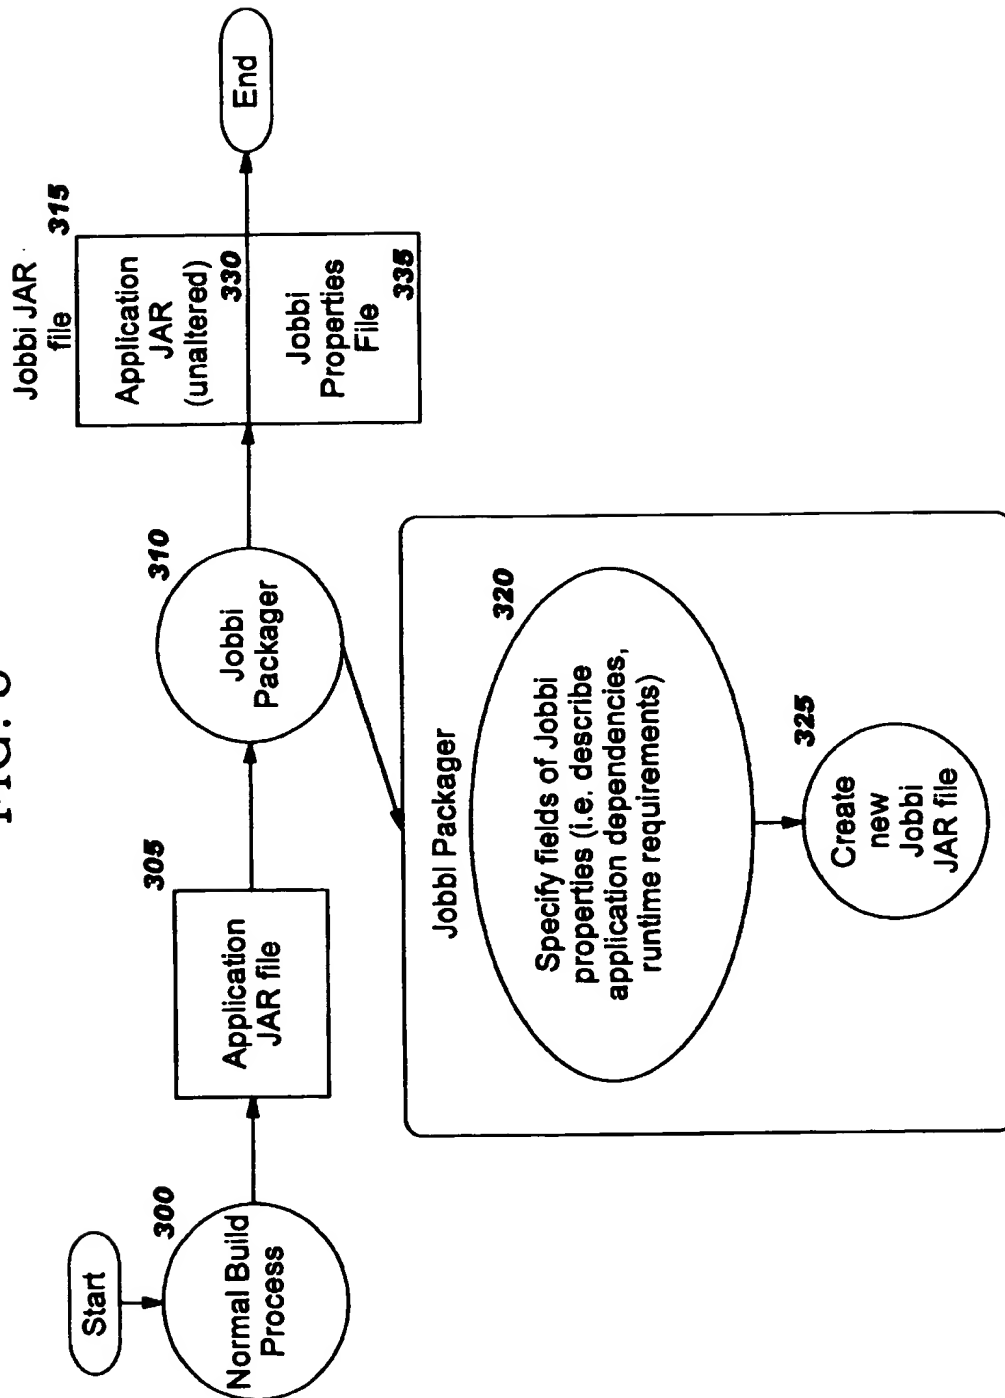 FIG. 3
Start
300
Normal Build
Process
305
Application
JAR file
310
Jobbi
Packager
Jobbi JAR
file
315
Application
JAR
(unaltered)
330
Jobbi
Properties
File
335
End
Jobbi Packager
320
Specify fields of Jobbi
properties (i.e. describe
application dependencies,
runtime requirements)
325
Create
new
Jobbi
JAR file